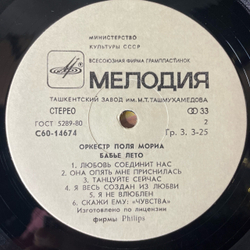 МИНИСТЕРСТВО
КУЛЬТУРЫ СССР
ВСЕСОЮЗНАЯ ФИРМА ГРАМПЛАСТИНОК
МЕЛОДИЯ
ТАШКЕНТСКИЙ ЗАВОД ИМ. М.Т. ТАШМУХАМЕДОВА
СТЕРЕО 33
ГОСТ 5289-80 2
С60-14674 Гр. 3. 3-25
ОРКЕСТР ПОЛЯ МОРИА
БАБЬЕ ЛЕТО
1. ЛЮБОВЬ СОЕДИНИТ НАС
2. ОНА ОПЯТЬ МНЕ ПРИСНИЛАСЬ
3. ТАНЦУЙТЕ СЕЙЧАС
4. Я ВЕСЬ СОЗДАН ИЗ ЛЮБВИ
5. Я НЕ ВЛЮБЛЕН
6. СКАЖИ ЕМУ: «ЧУВСТВА»
Изготовлено по лицензии
фирмы Philips